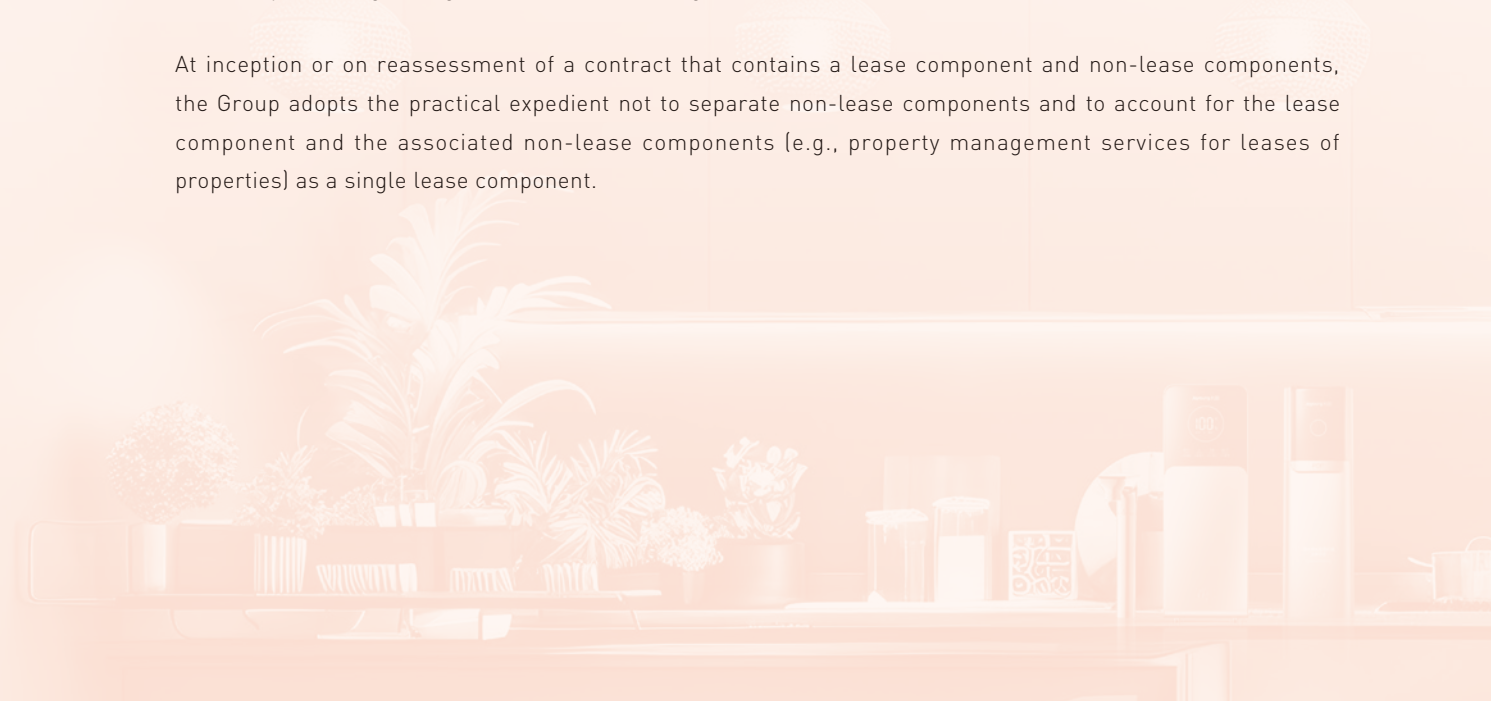 At inception or on reassessment of a contract that contains a lease component and non-lease components,
the Group adopts the practical expedient not to separate non-lease components and to account for the lease
component and the associated non-lease components (e.g., property management services for leases of
properties) as a single lease component.